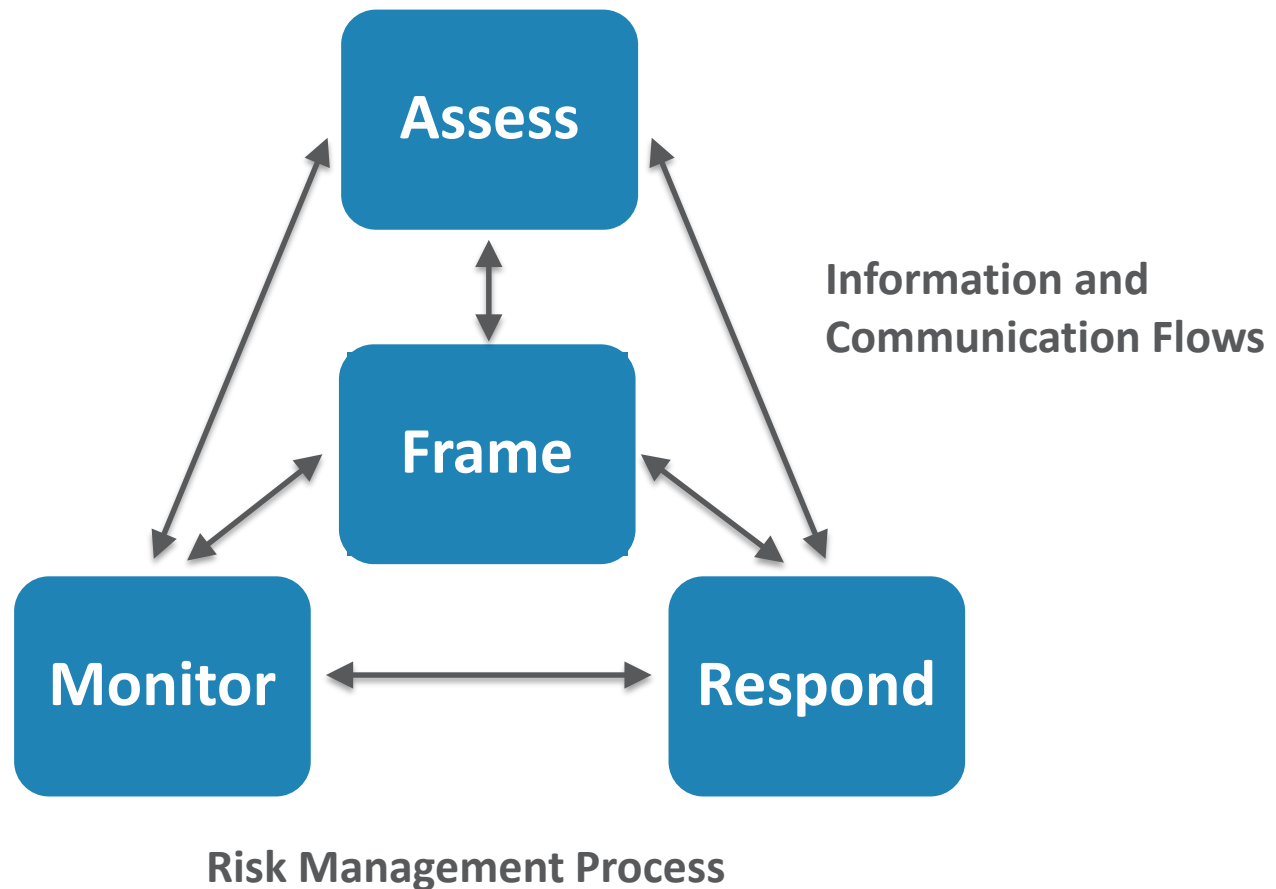 Assess
Information and
Communication Flows
Frame
Monitor
Respond
Risk Management Process